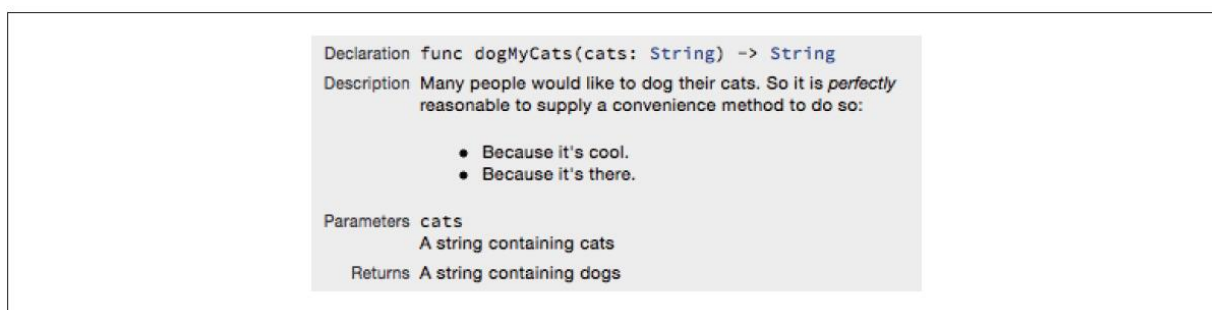 Declaration func dogMyCats(cats: String) -> String
Description Many people would like to dog their cats. So it is perfectly
reasonable to supply a convenience method to do so:
• Because it's cool.
• Because it's there.
Parameters cats
A string containing cats
Returns A string containing dogs